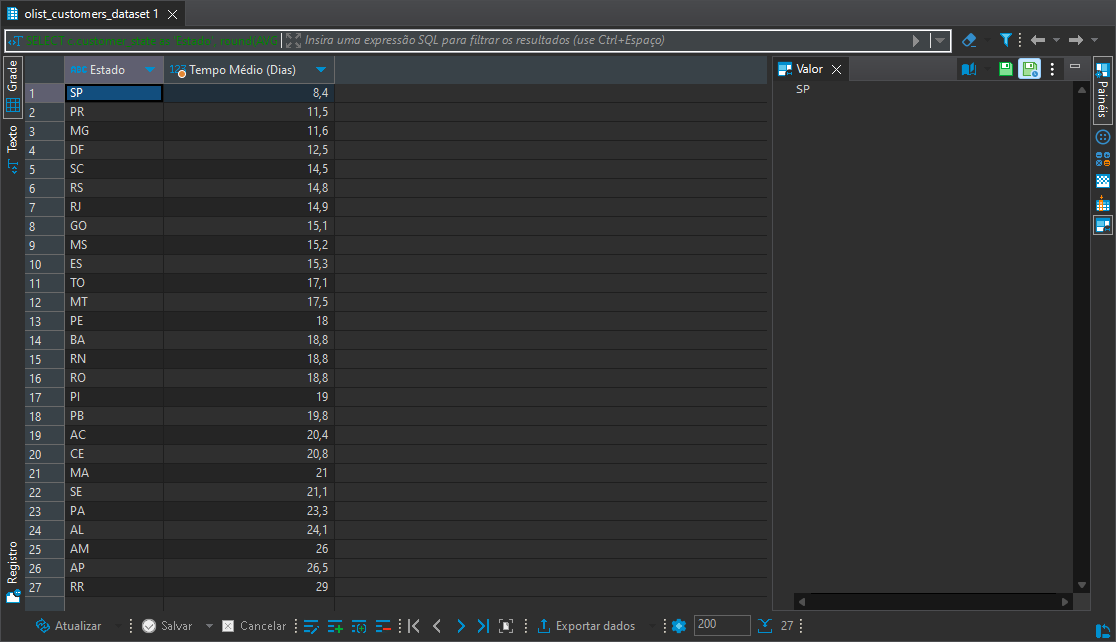 olist_customers_dataset 1
SELECT c.customer_state as "Estado", round(AVG
Insira uma expressão SQL para filtrar os resultados (use Ctrl+Espaço)
Grade
Texto
Registro
ABC Estado
123 Tempo Médio (Dias)
1 SP 8,4
2 PR 11,5
3 MG 11,6
4 DF 12,5
5 SC 14,5
6 RS 14,8
7 RJ 14,9
8 GO 15,1
9 MS 15,2
10 ES 15,3
11 TO 17,1
12 MT 17,5
13 PE 18
14 BA 18,8
15 RN 18,8
16 RO 18,8
17 PI 19
18 PB 19,8
19 AC 20,4
20 CE 20,8
21 MA 21
22 SE 21,1
23 PA 23,3
24 AL 24,1
25 AM 26
26 AP 26,5
27 RR 29
Valor
SP
Painéis
Atualizar
Salvar
Cancelar
Exportar dados
200
27